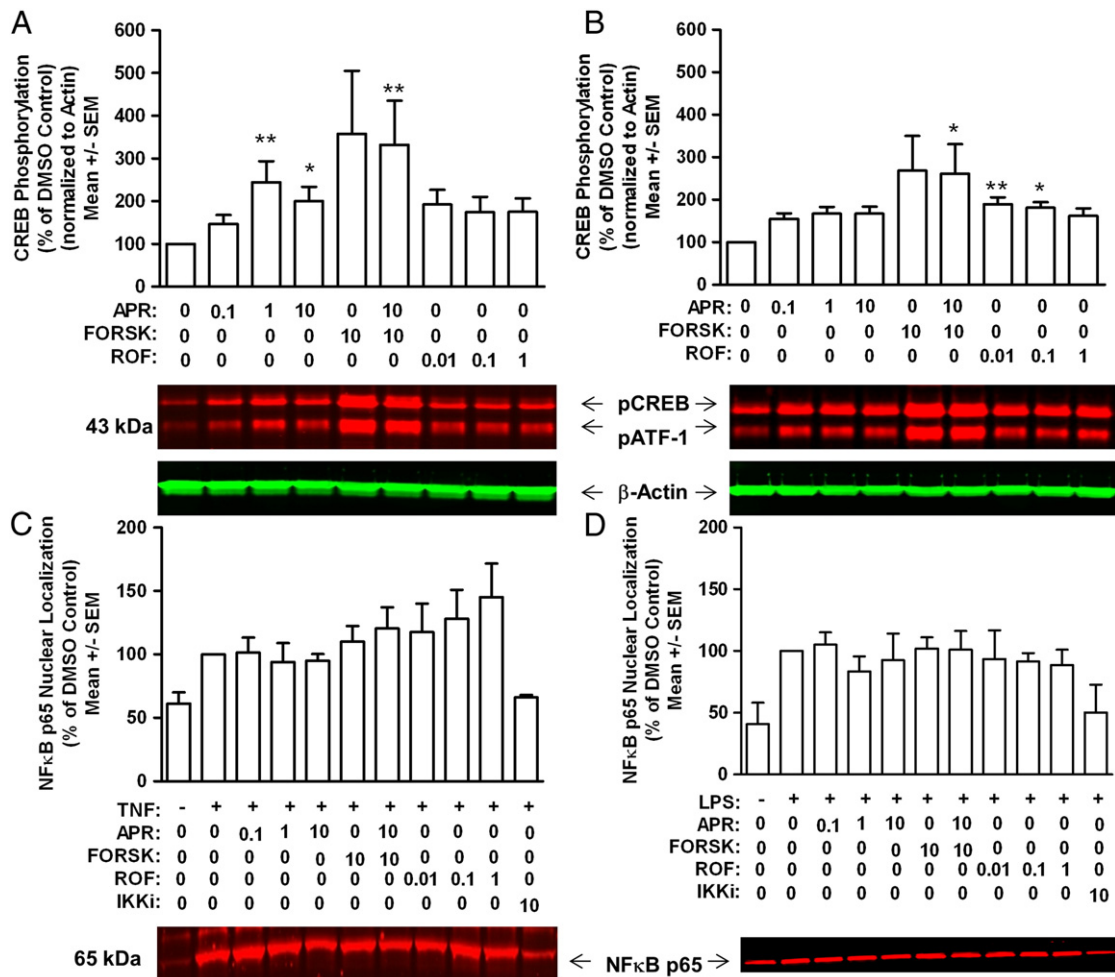 A
CREB Phosphorylation
(% of DMSO Control)
(normalized to Actin)
Mean +/- SEM
600
500
400
300
200
100
0
**
*
**
APR: 0 0.1 1 10 0 10 0 0 0
FORSK: 0 0 0 0 10 10 0 0 0
ROF: 0 0 0 0 0 0 0.01 0.1 1
B
CREB Phosphorylation
(% of DMSO Control)
(normalized to Actin)
Mean +/- SEM
600
500
400
300
200
100
0
*
**
*
APR: 0 0.1 1 10 0 10 0 0 0
FORSK: 0 0 0 0 10 10 0 0 0
ROF: 0 0 0 0 0 0 0.01 0.1 1
43 kDa
← pCREB →
← pATF-1 →
← β-Actin →
C
NFκB p65 Nuclear Localization
(% of DMSO Control)
Mean +/- SEM
200
150
100
50
0
TNF: - + + + + + + + + + +
APR: 0 0 0.1 1 10 0 10 0 0 0 0
FORSK: 0 0 0 0 0 10 10 0 0 0 0
ROF: 0 0 0 0 0 0 0 0.01 0.1 1 0
IKKi: 0 0 0 0 0 0 0 0 0 0 10
D
NFκB p65 Nuclear Localization
(% of DMSO Control)
Mean +/- SEM
200
150
100
50
0
LPS: - + + + + + + + + + +
APR: 0 0 0.1 1 10 0 10 0 0 0 0
FORSK: 0 0 0 0 0 10 10 0 0 0 0
ROF: 0 0 0 0 0 0 0 0.01 0.1 1 0
IKKi: 0 0 0 0 0 0 0 0 0 0 10
65 kDa
← NFκB p65 →